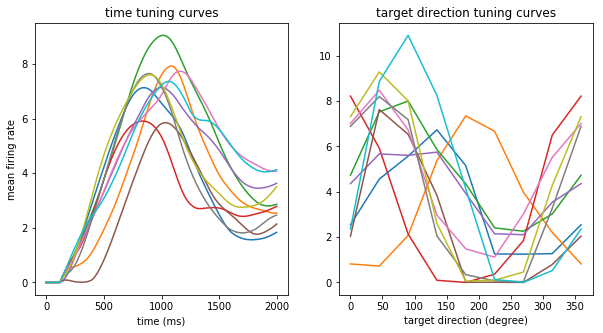 time tuning curves
target direction tuning curves
mean firing rate
8
6
4
2
0
0 500 1000 1500 2000
time (ms)
10
8
6
4
2
0
0 50 100 150 200 250 300 350
target direction (degree)